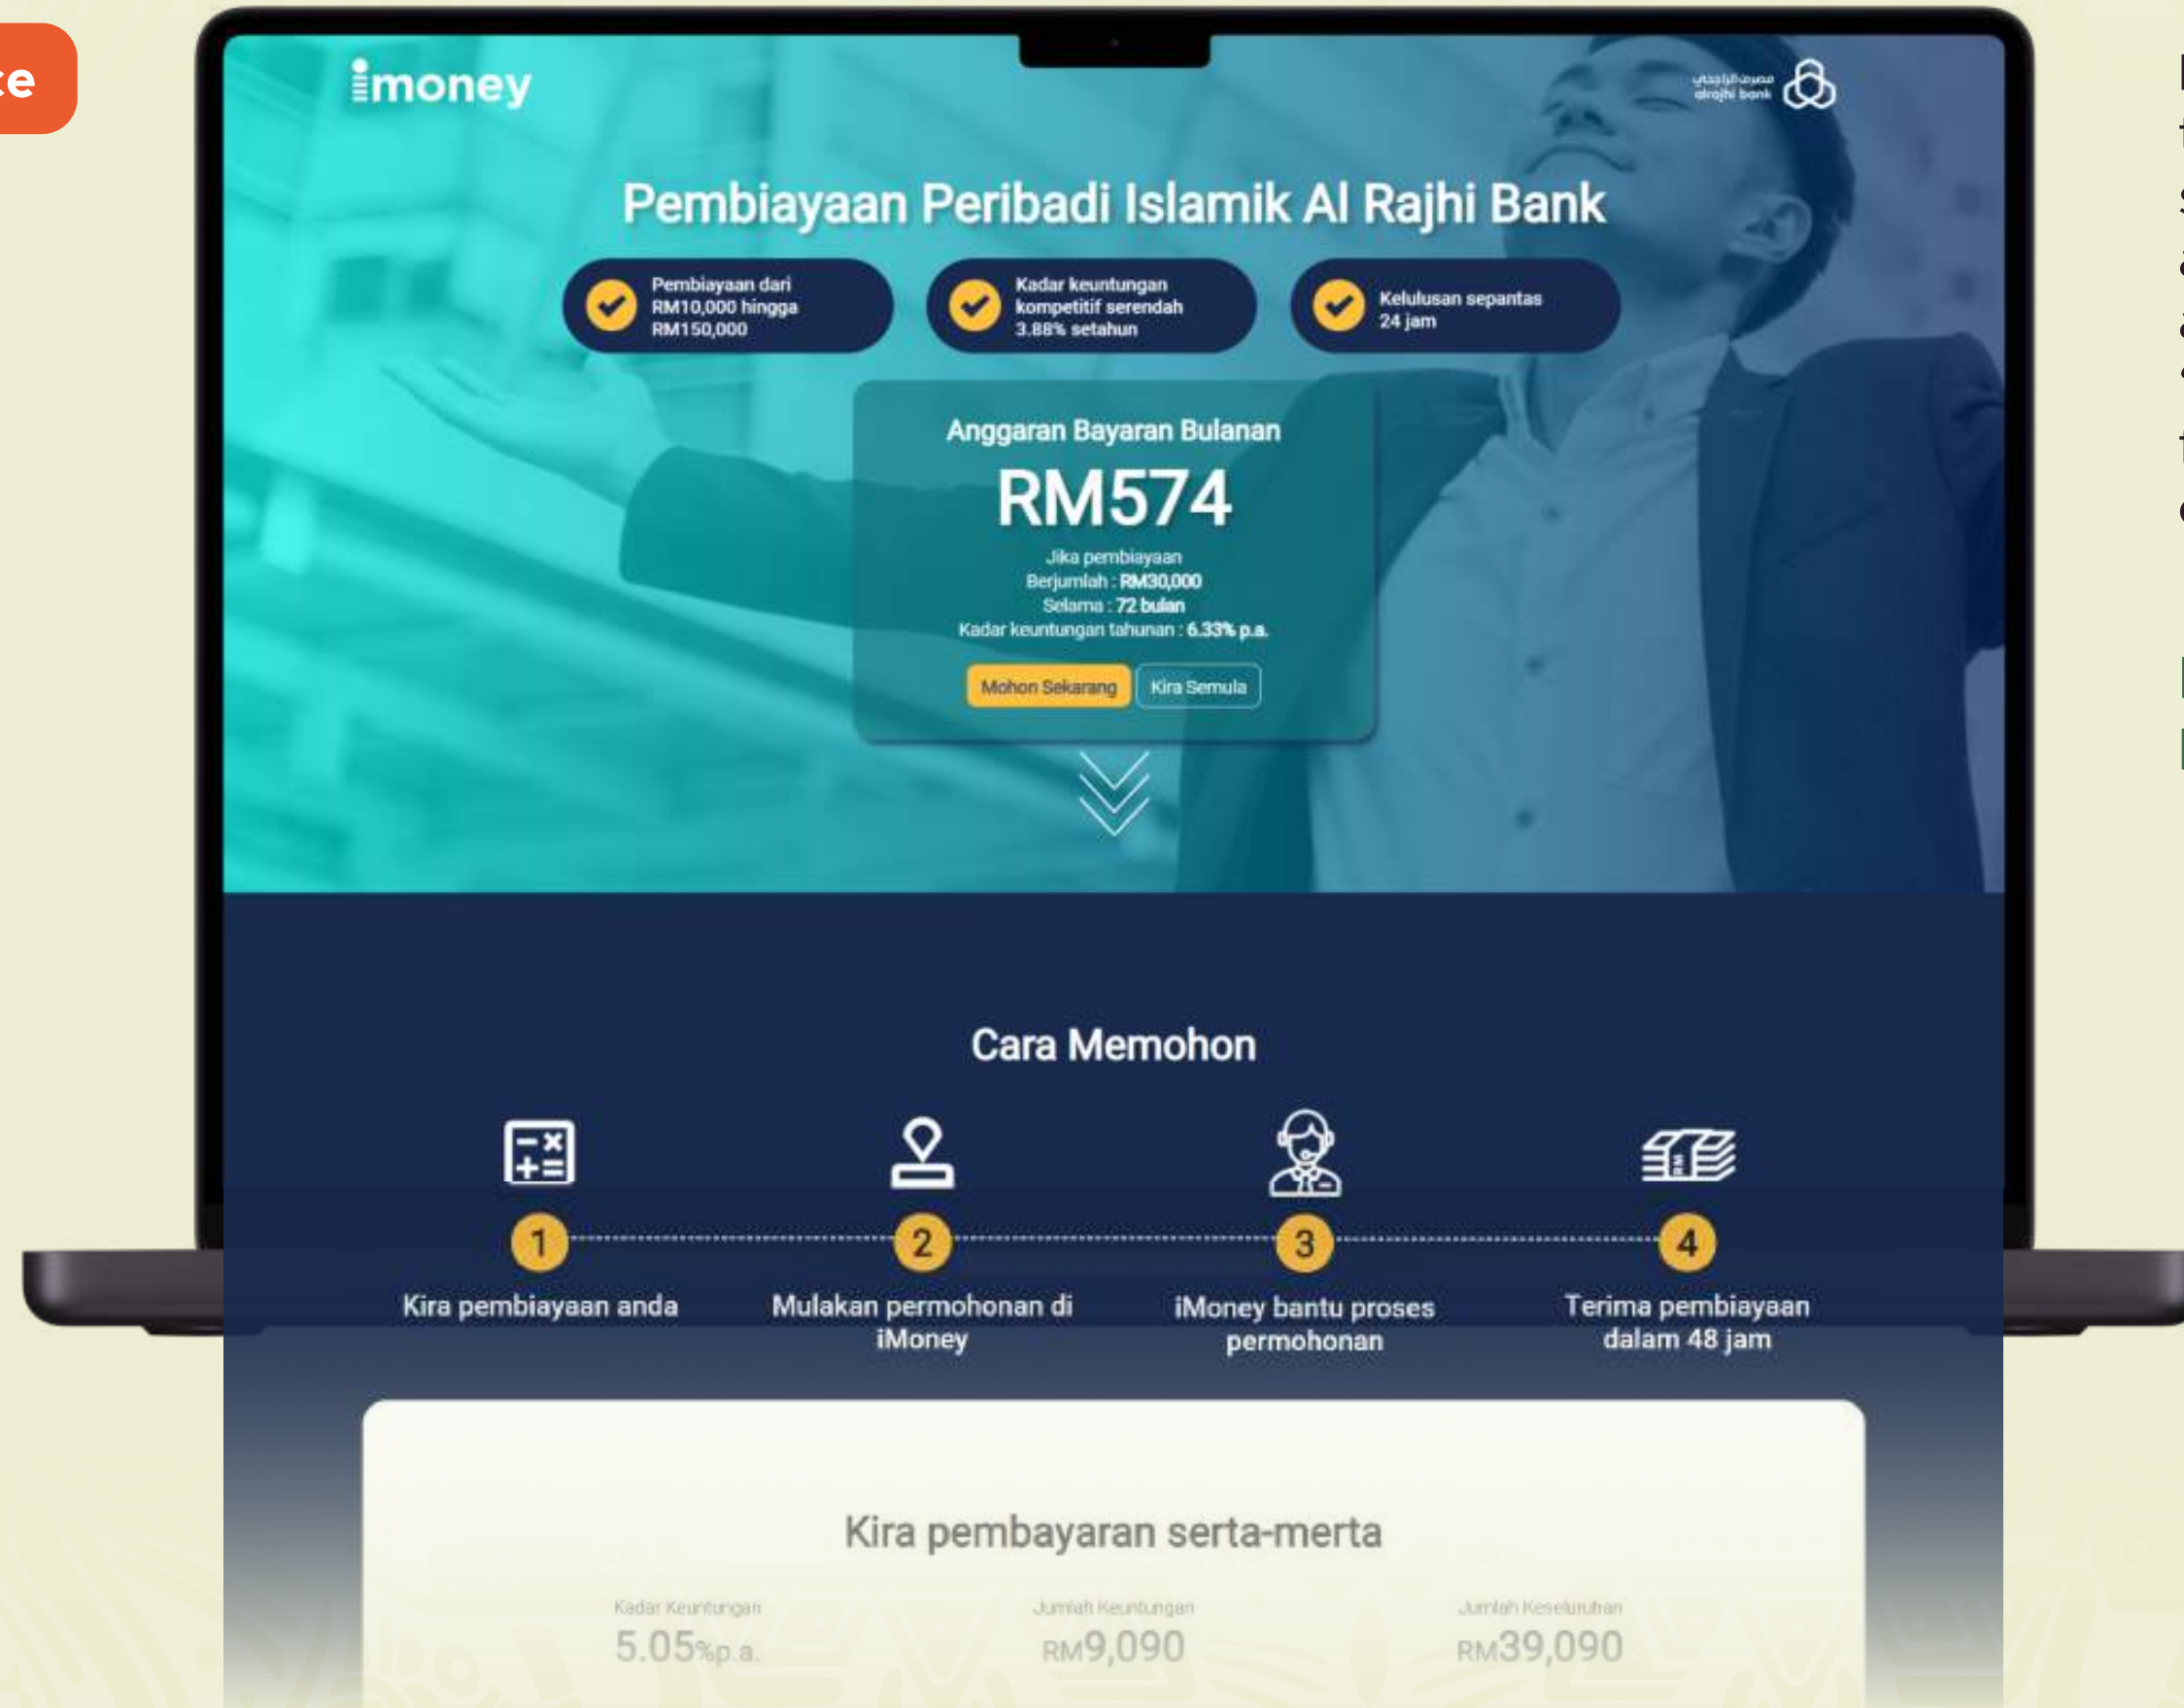 ce
imoney
مصرف الراجحي
alrajhi bank
Pembiayaan Peribadi Islamik Al Rajhi Bank
Pembiayaan dari
RM10,000 hingga
RM150,000
Kadar keuntungan
kompetitif serendah
3.88% setahun
Kelulusan sepantas
24 jam
Anggaran Bayaran Bulanan
RM574
Jika pembiayaan
Berjumlah : RM30,000
Selama : 72 bulan
Kadar keuntungan tahunan : 6.33% p.a.
Mohon Sekarang
Kira Semula
Cara Memohon
RM
1
2
3
4
Kira pembiayaan anda
Mulakan permohonan di
iMoney
iMoney bantu proses
permohonan
Terima pembiayaan
dalam 48 jam
Kira pembayaran serta-merta
Kadar Keuntungan
5.05%p.a.
Jumlah Keuntungan
RM9,090
Jumlah Keseluruhan
RM39,090